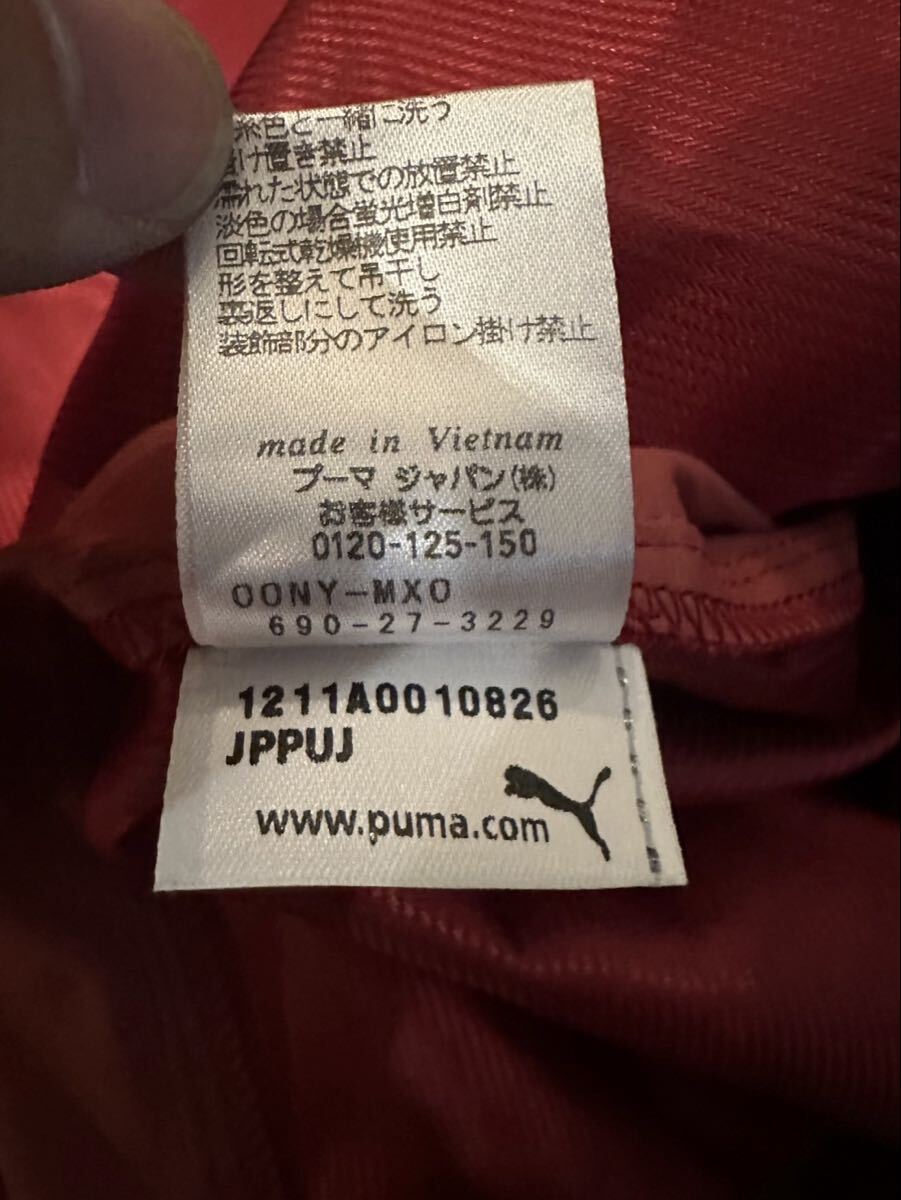 系色と一緒に洗う
け置き禁止
濡れた状態での放置禁止
淡色の場合蛍光増白剤禁止
回転式乾燥機使用禁止
形を整えて吊干し
裏返しにして洗う
装飾部分のアイロン掛け禁止
made in Vietnam
プーマ ジャパン(株)
お客様サービス
0120-125-150
OONY-MXO
690-27-3229
1211A0010826
JPPUJ
www.puma.com